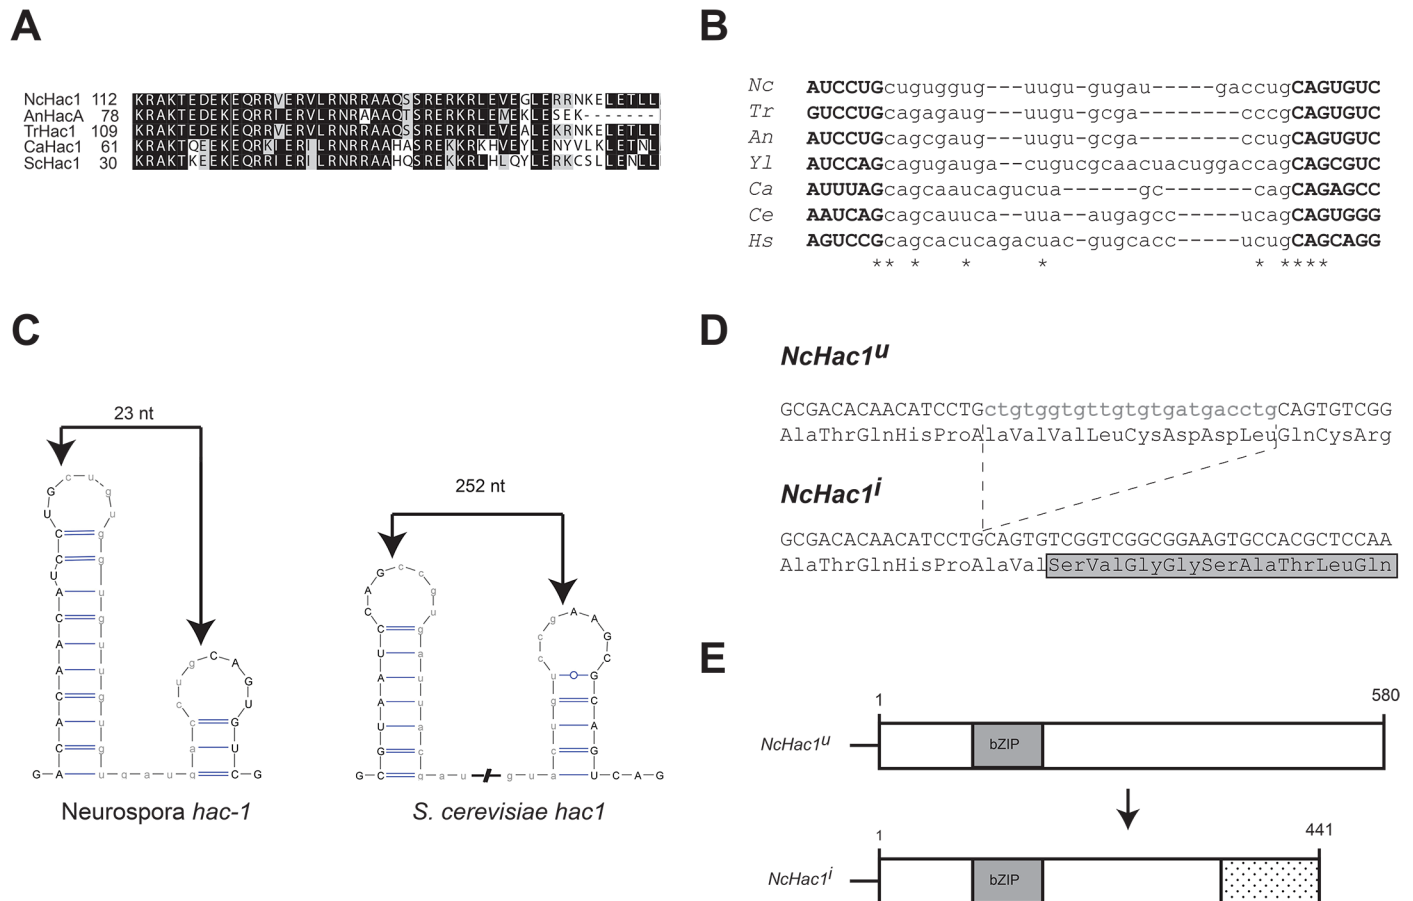 A
NcHac1 112 KRAKTEDEKEQRRVERVLRNRRAAQSSRERKRLEVEGLERRNKELETLL
AnHacA 78 KRAKTEDEKEQRRIERVLRNRAAAQTSRERKRLEMEKLESEK-------
TrHac1 109 KRAKTEDEKEQRRVERVLRNRRAAQSSRERKRLEVEALEKRNKELETLL
CaHac1 61 KRAKTQEEKEQRKIERILRNRRAAHASREKKRKHVEYLENYVLKLETNL
ScHac1 30 KRAKTKEEKEQRRIERILRNRRAAHQSREKKRLHLQYLERKCSLLENLL
B
Nc AUCCUGcuguggug---uugu-gugau-----gaccugCAGUGUC
Tr GUCCUGcagcgaug---uugu-gcga--------cccgCAGUGUC
An AUCCUGcagcgaug---uugu-gcga--------cccuCAGUGUC
Yl AUCCAGcagugauga--cugucgcaacuacuggaccagCAGCGUC
Ca AUUUAGcagcaucagucua------gc------cagCAGAGCC
Ce AAUCAGcagcauuca--uua--augagcc------ucagCAGUGGG
Hs AGUCCGcagcacucagacuac-gugcacc-----ucugCAGCAGG
** * * * * ****
C
23 nt
252 nt
Neurospora hac-1
S. cerevisiae hac1
D
NcHac1u
GCGACACAACATCCTGctgtggtgttgtgtgatgacctgCAGTGTCGG
AlaThrGlnHisProAlaValValLeuCysAspAspLeuGlnCysArg
NcHac1i
GCGACACAACATCCTGCAGTGTCGGTCGGCGGAAGTGCCACGCTCCAA
AlaThrGlnHisProAlaValSerValGlyGlySerAlaThrLeuGln
E
1 580
NcHac1u bZIP
1 441
NcHac1i bZIP